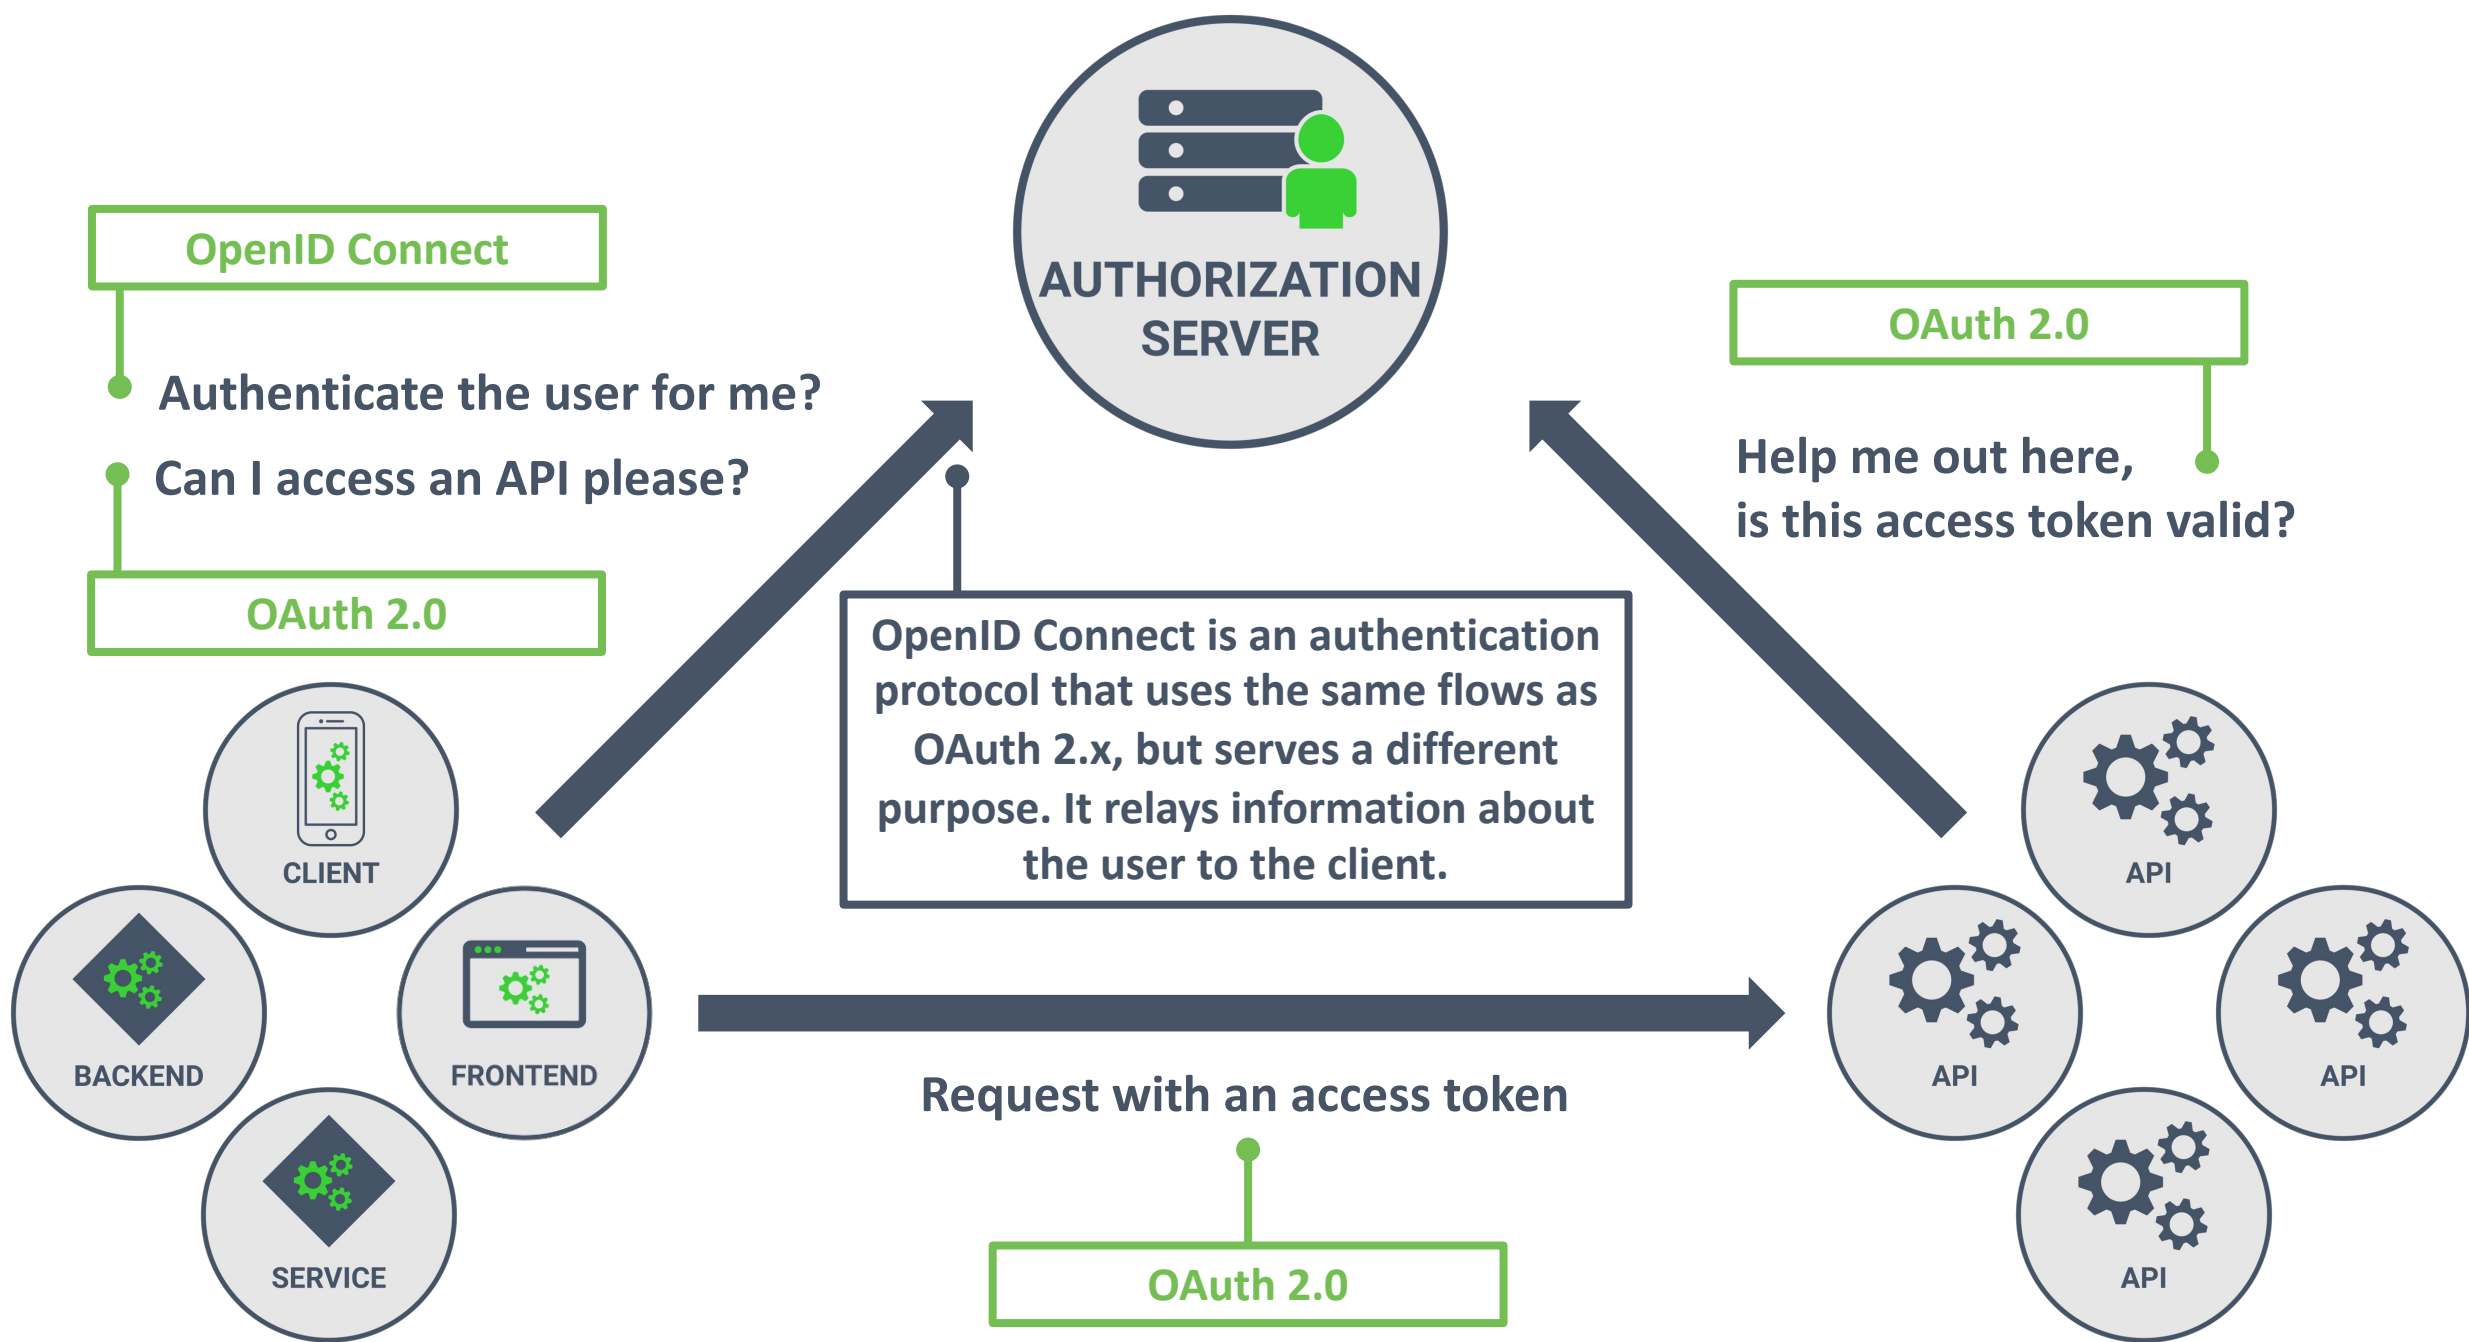 AUTHORIZATION
SERVER
OpenID Connect
Authenticate the user for me?
Can I access an API please?
OAuth 2.0
OAuth 2.0
Help me out here,
is this access token valid?
OpenID Connect is an authentication
protocol that uses the same flows as
OAuth 2.x, but serves a different
purpose. It relays information about
the user to the client.
CLIENT
BACKEND
FRONTEND
SERVICE
Request with an access token
OAuth 2.0
API
API
API
API